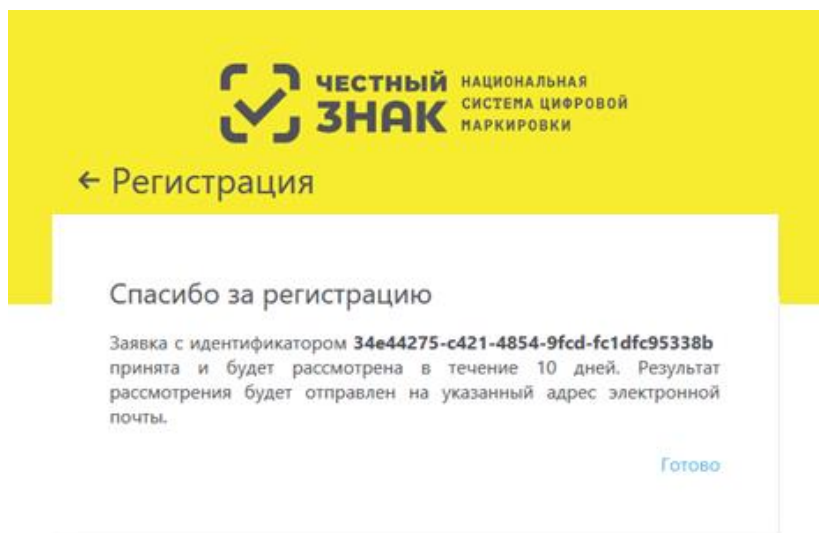 ЧЕСТНЫЙ
ЗНАК
НАЦИОНАЛЬНАЯ
СИСТЕМА ЦИФРОВОЙ
МАРКИРОВКИ
← Регистрация
Спасибо за регистрацию
Заявка с идентификатором 34e44275-c421-4854-9fcd-fc1dfc95338b
принята и будет рассмотрена в течение 10 дней. Результат
рассмотрения будет отправлен на указанный адрес электронной
почты.
Готово